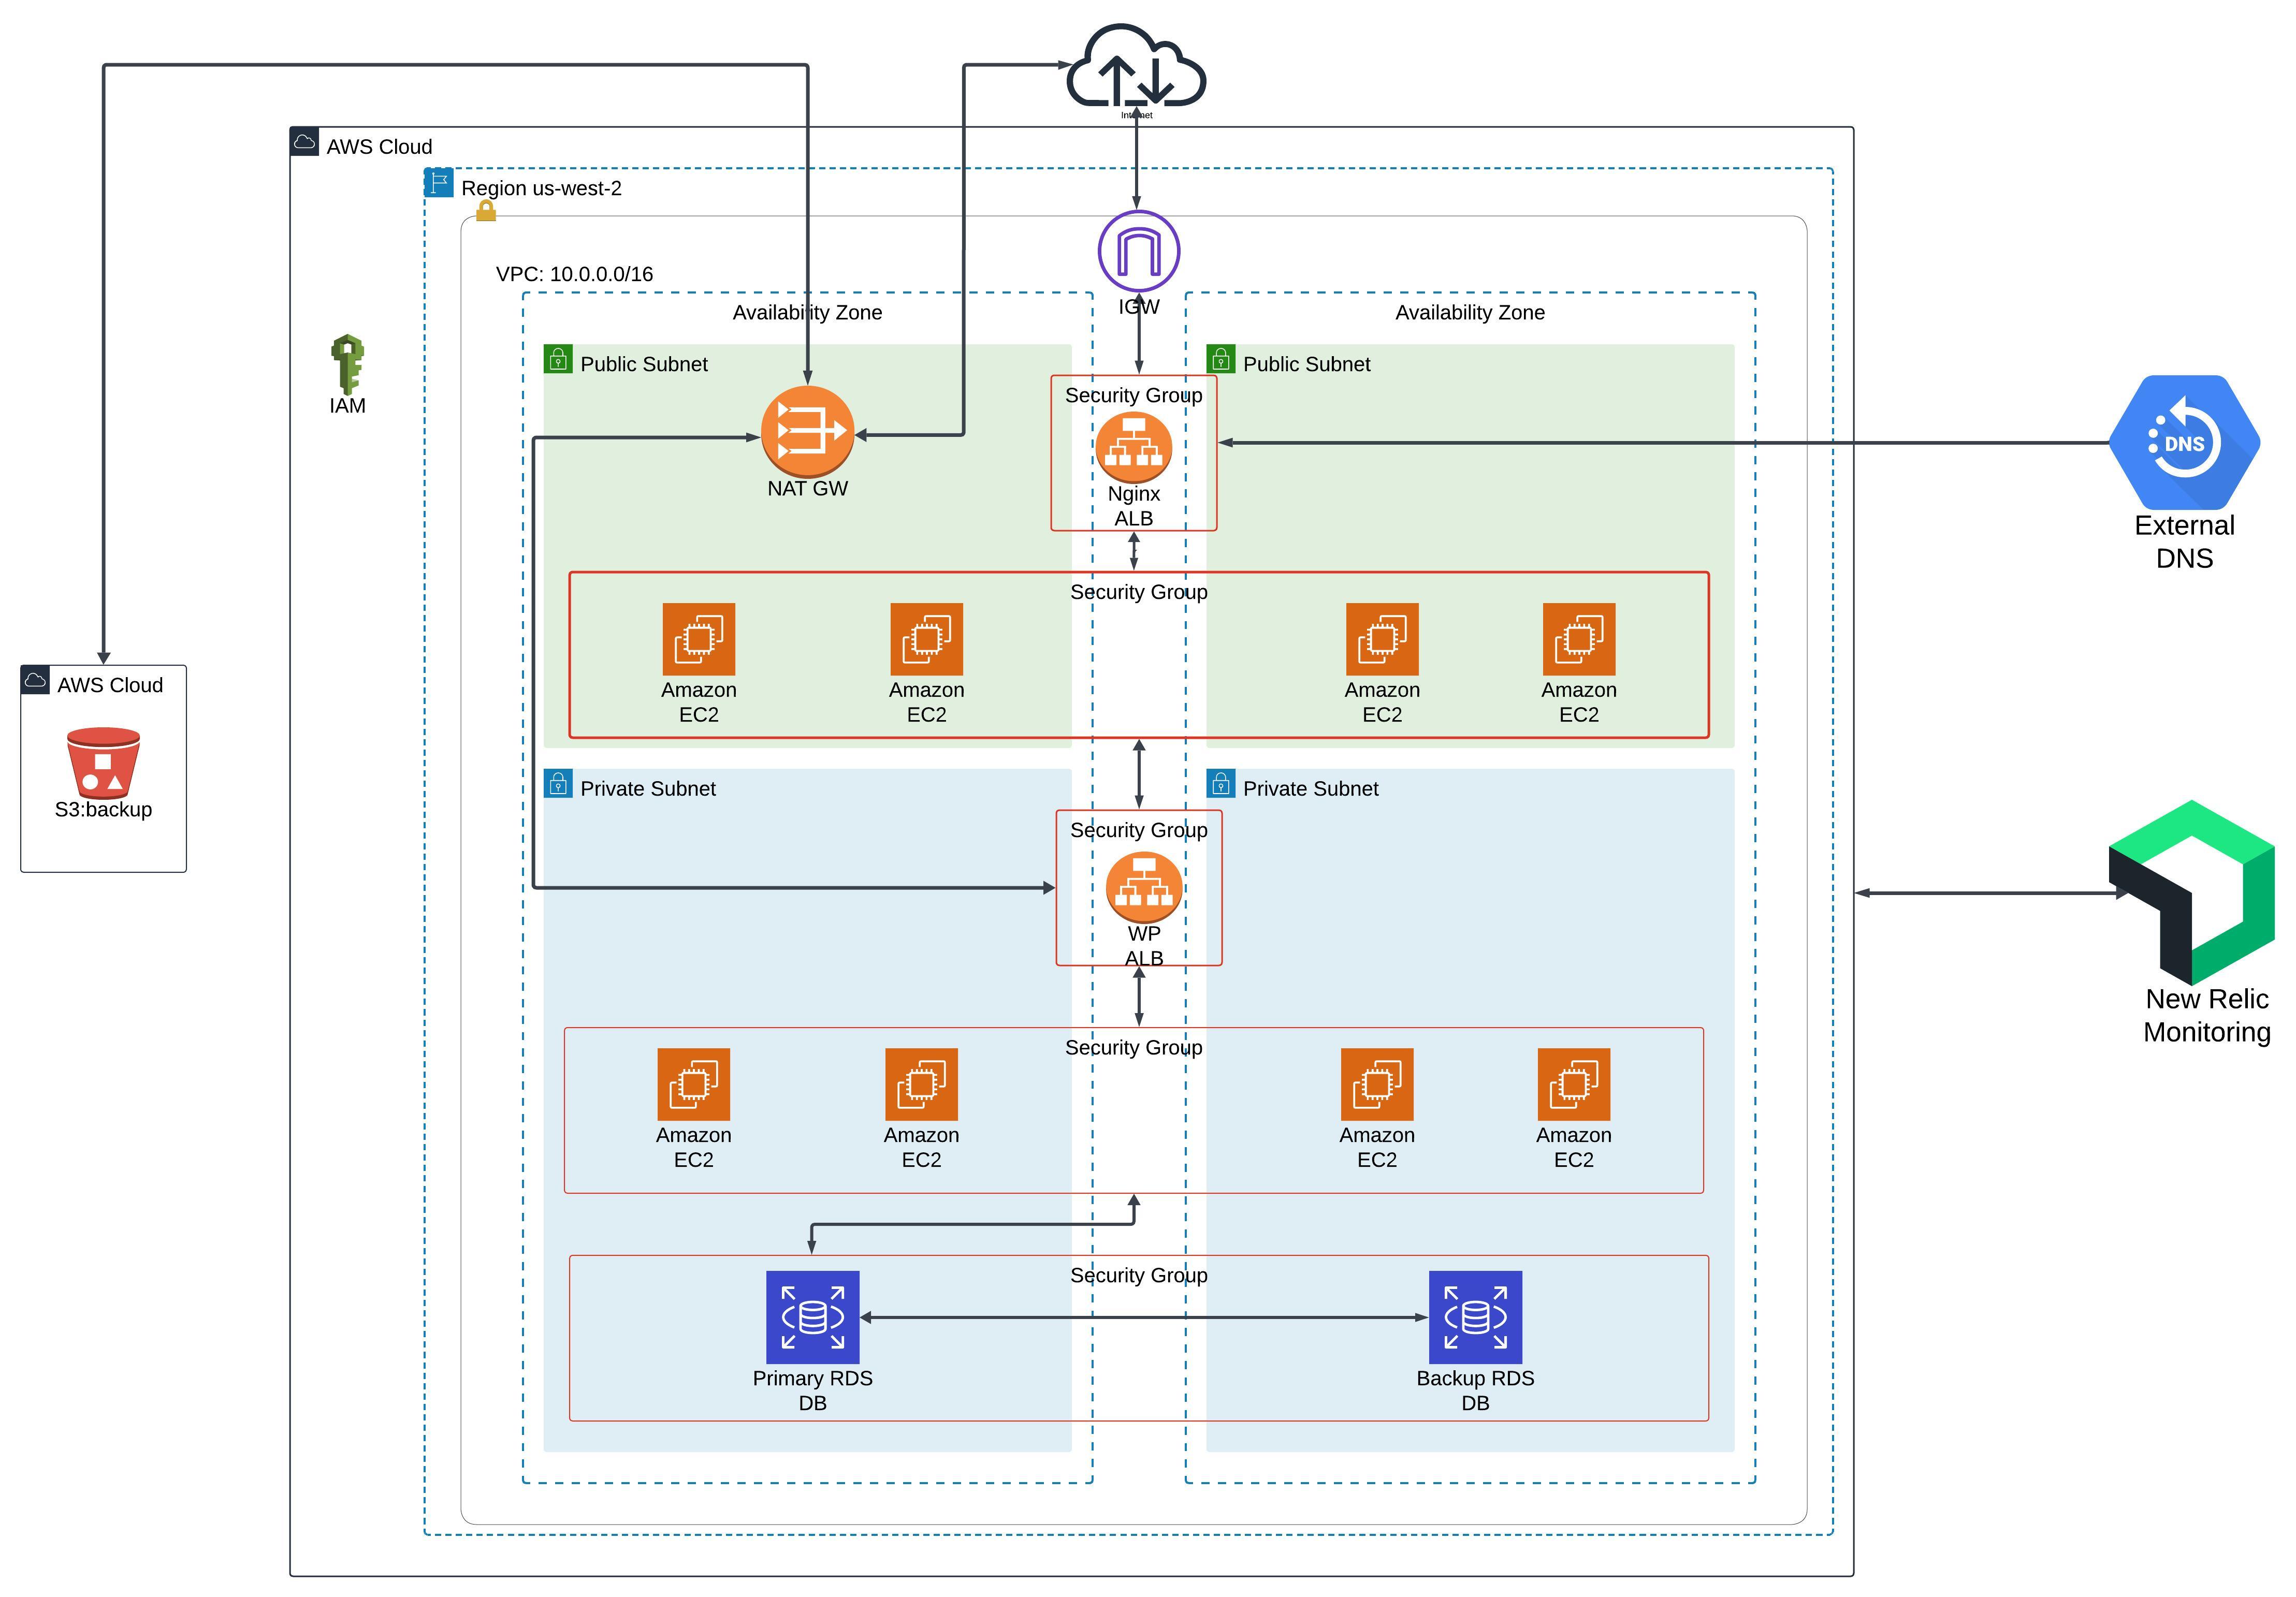 Internet
AWS Cloud
Region us-west-2
VPC: 10.0.0.0/16
IGW
Availability Zone
Availability Zone
Public Subnet
Public Subnet
IAM
Security Group
Nginx
ALB
NAT GW
DNS
External
DNS
Security Group
Amazon
EC2
Amazon
EC2
Amazon
EC2
Amazon
EC2
AWS Cloud
S3:backup
Private Subnet
Private Subnet
Security Group
WP
ALB
New Relic
Monitoring
Security Group
Amazon
EC2
Amazon
EC2
Amazon
EC2
Amazon
EC2
Security Group
Primary RDS
DB
Backup RDS
DB